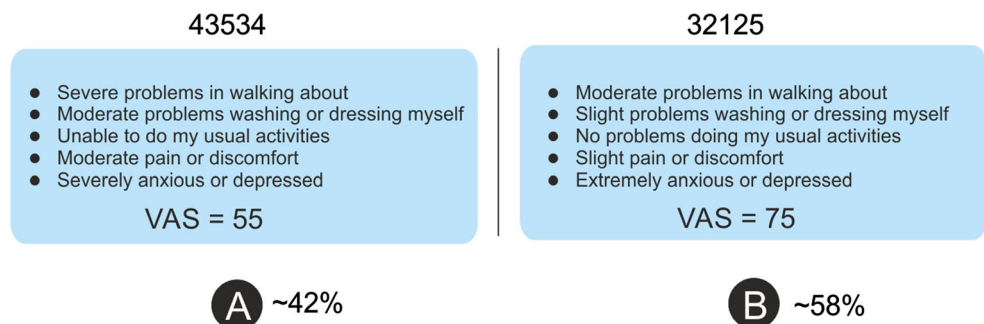 43534
● Severe problems in walking about
● Moderate problems washing or dressing myself
● Unable to do my usual activities
● Moderate pain or discomfort
● Severely anxious or depressed
VAS = 55
A ~42%
32125
● Moderate problems in walking about
● Slight problems washing or dressing myself
● No problems doing my usual activities
● Slight pain or discomfort
● Extremely anxious or depressed
VAS = 75
B ~58%